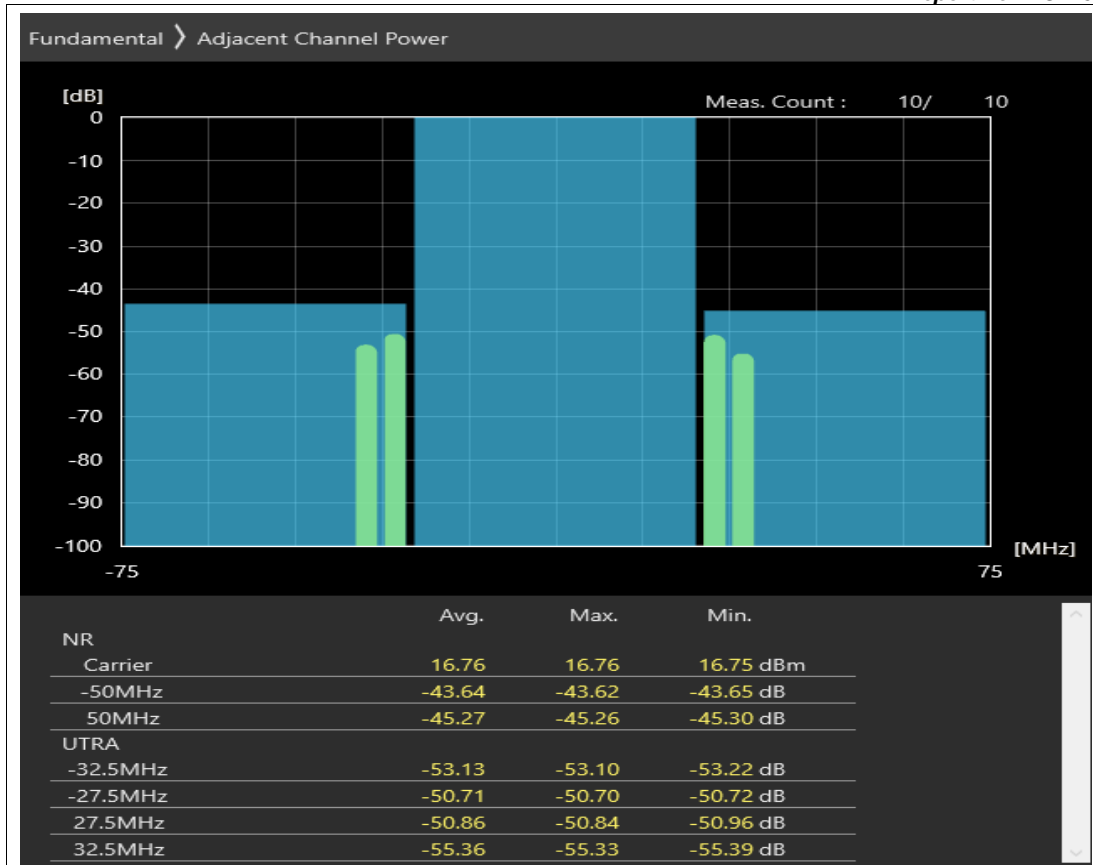 Fundamental 〉 Adjacent Channel Power
[dB]
Meas. Count : 10/ 10
0
-10
-20
-30
-40
-50
-60
-70
-80
-90
-100
[MHz]
-75 75
Avg. Max. Min.
NR
Carrier 16.76 16.76 16.75 dBm
-50MHz -43.64 -43.62 -43.65 dB
50MHz -45.27 -45.26 -45.30 dB
UTRA
-32.5MHz -53.13 -53.10 -53.22 dB
-27.5MHz -50.71 -50.70 -50.72 dB
27.5MHz -50.86 -50.84 -50.96 dB
32.5MHz -55.36 -55.33 -55.39 dB